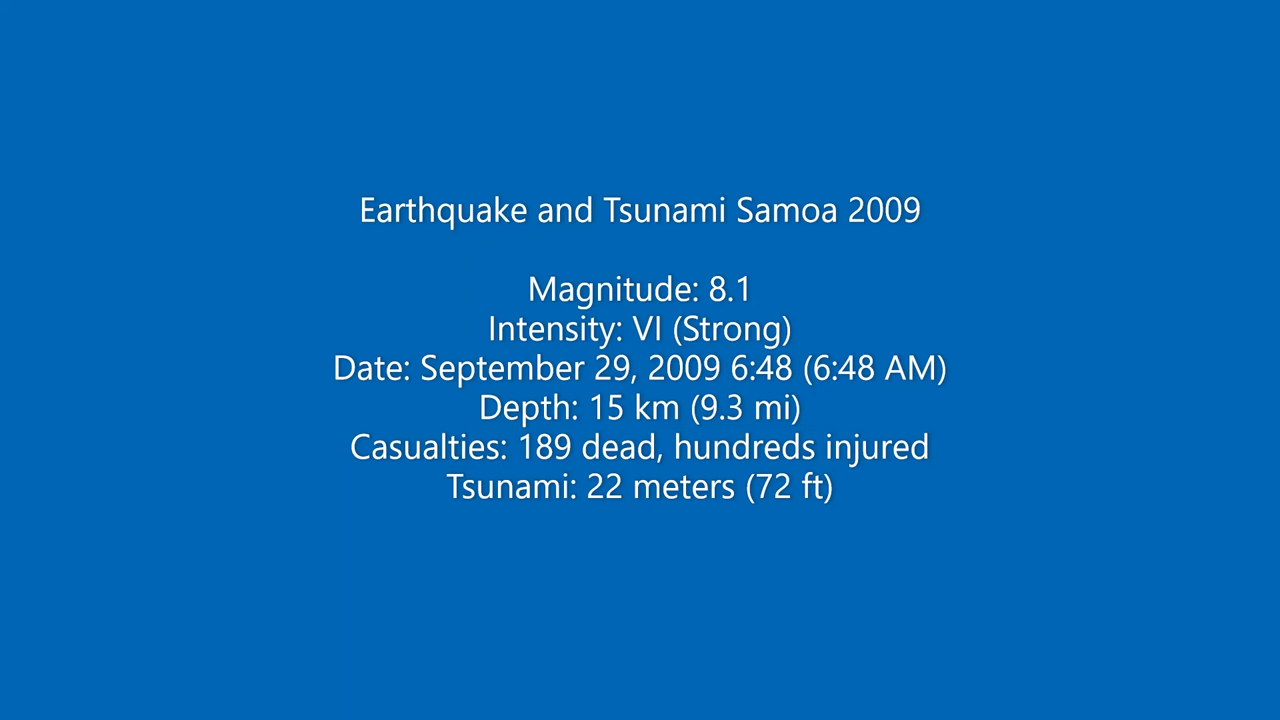 Earthquake and Tsunami Samoa 2009
Magnitude: 8.1
Intensity: VI (Strong)
Date: September 29, 2009 6:48 (6:48 AM)
Depth: 15 km (9.3 mi)
Casualties: 189 dead, hundreds injured
Tsunami: 22 meters (72 ft)